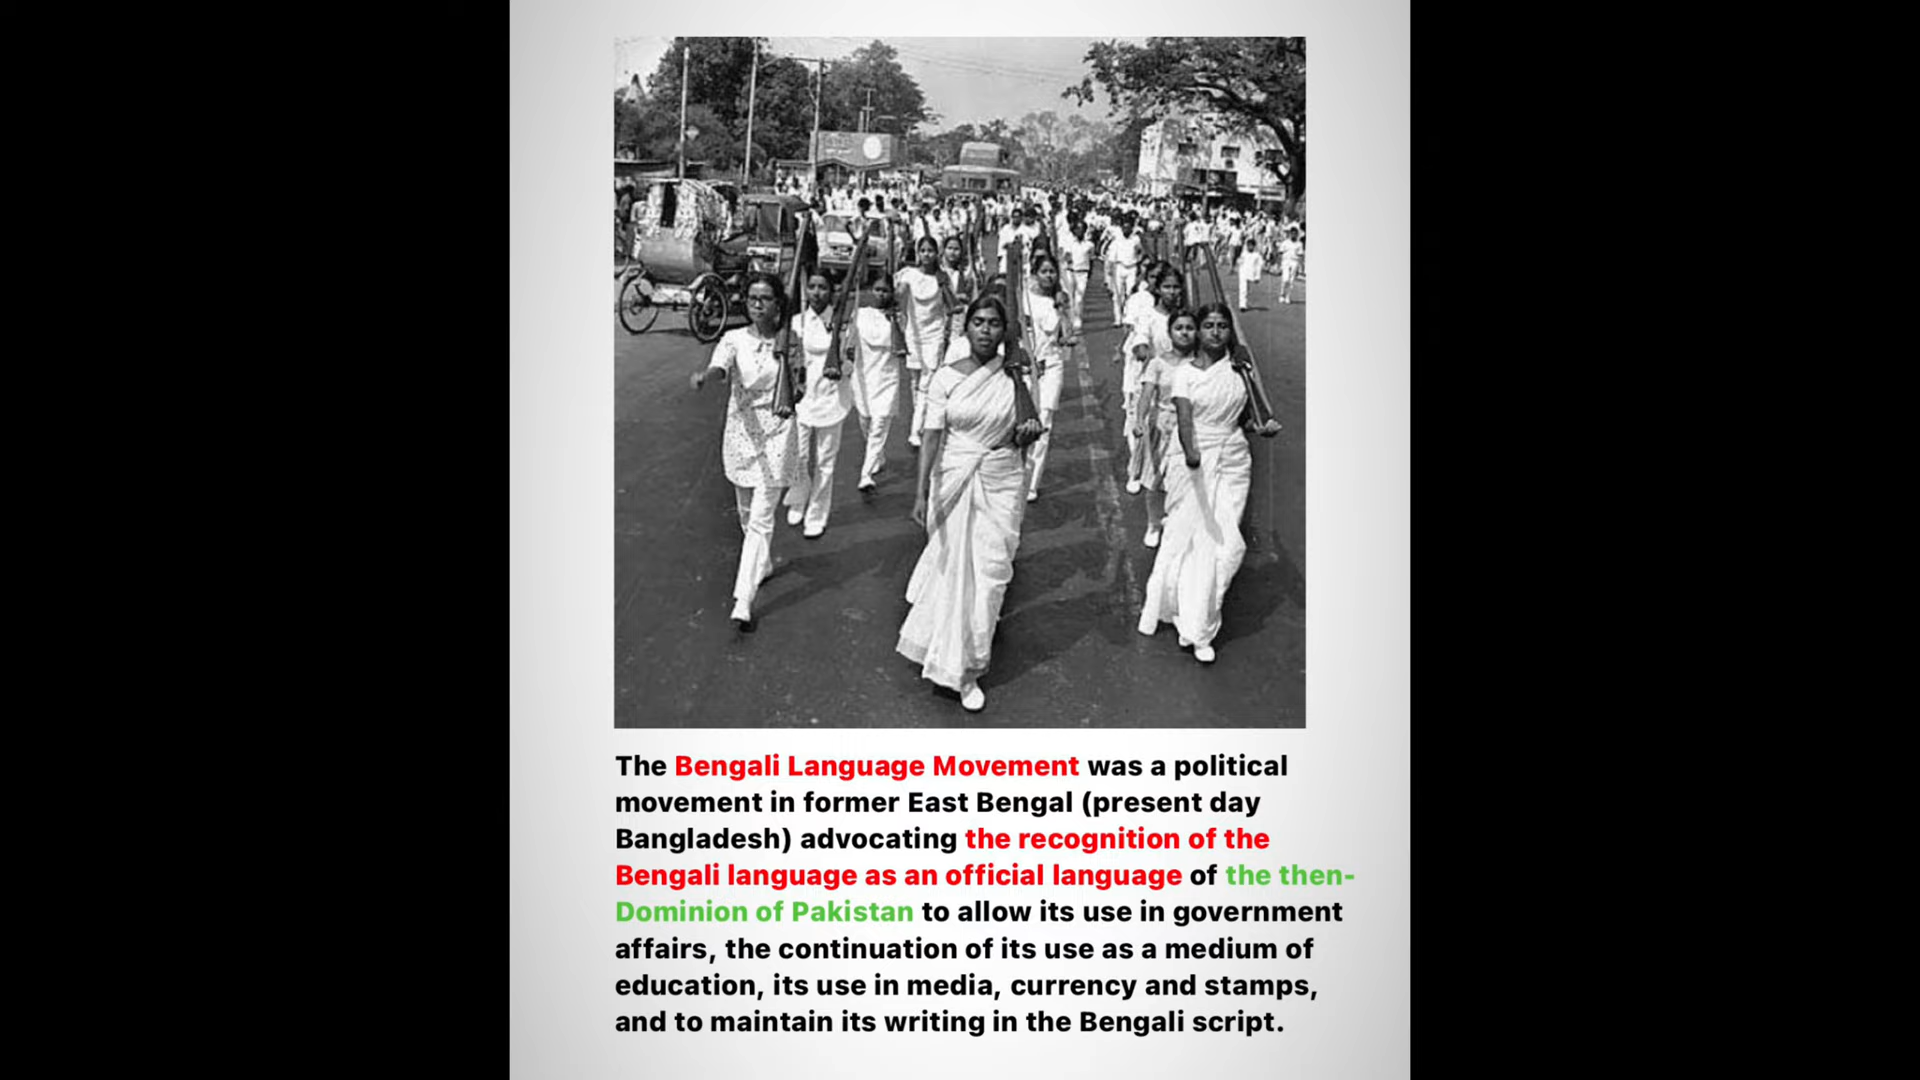 The Bengali Language Movement was a political
movement in former East Bengal (present day
Bangladesh) advocating the recognition of the
Bengali language as an official language of the then-
Dominion of Pakistan to allow its use in government
affairs, the continuation of its use as a medium of
education, its use in media, currency and stamps,
and to maintain its writing in the Bengali script.